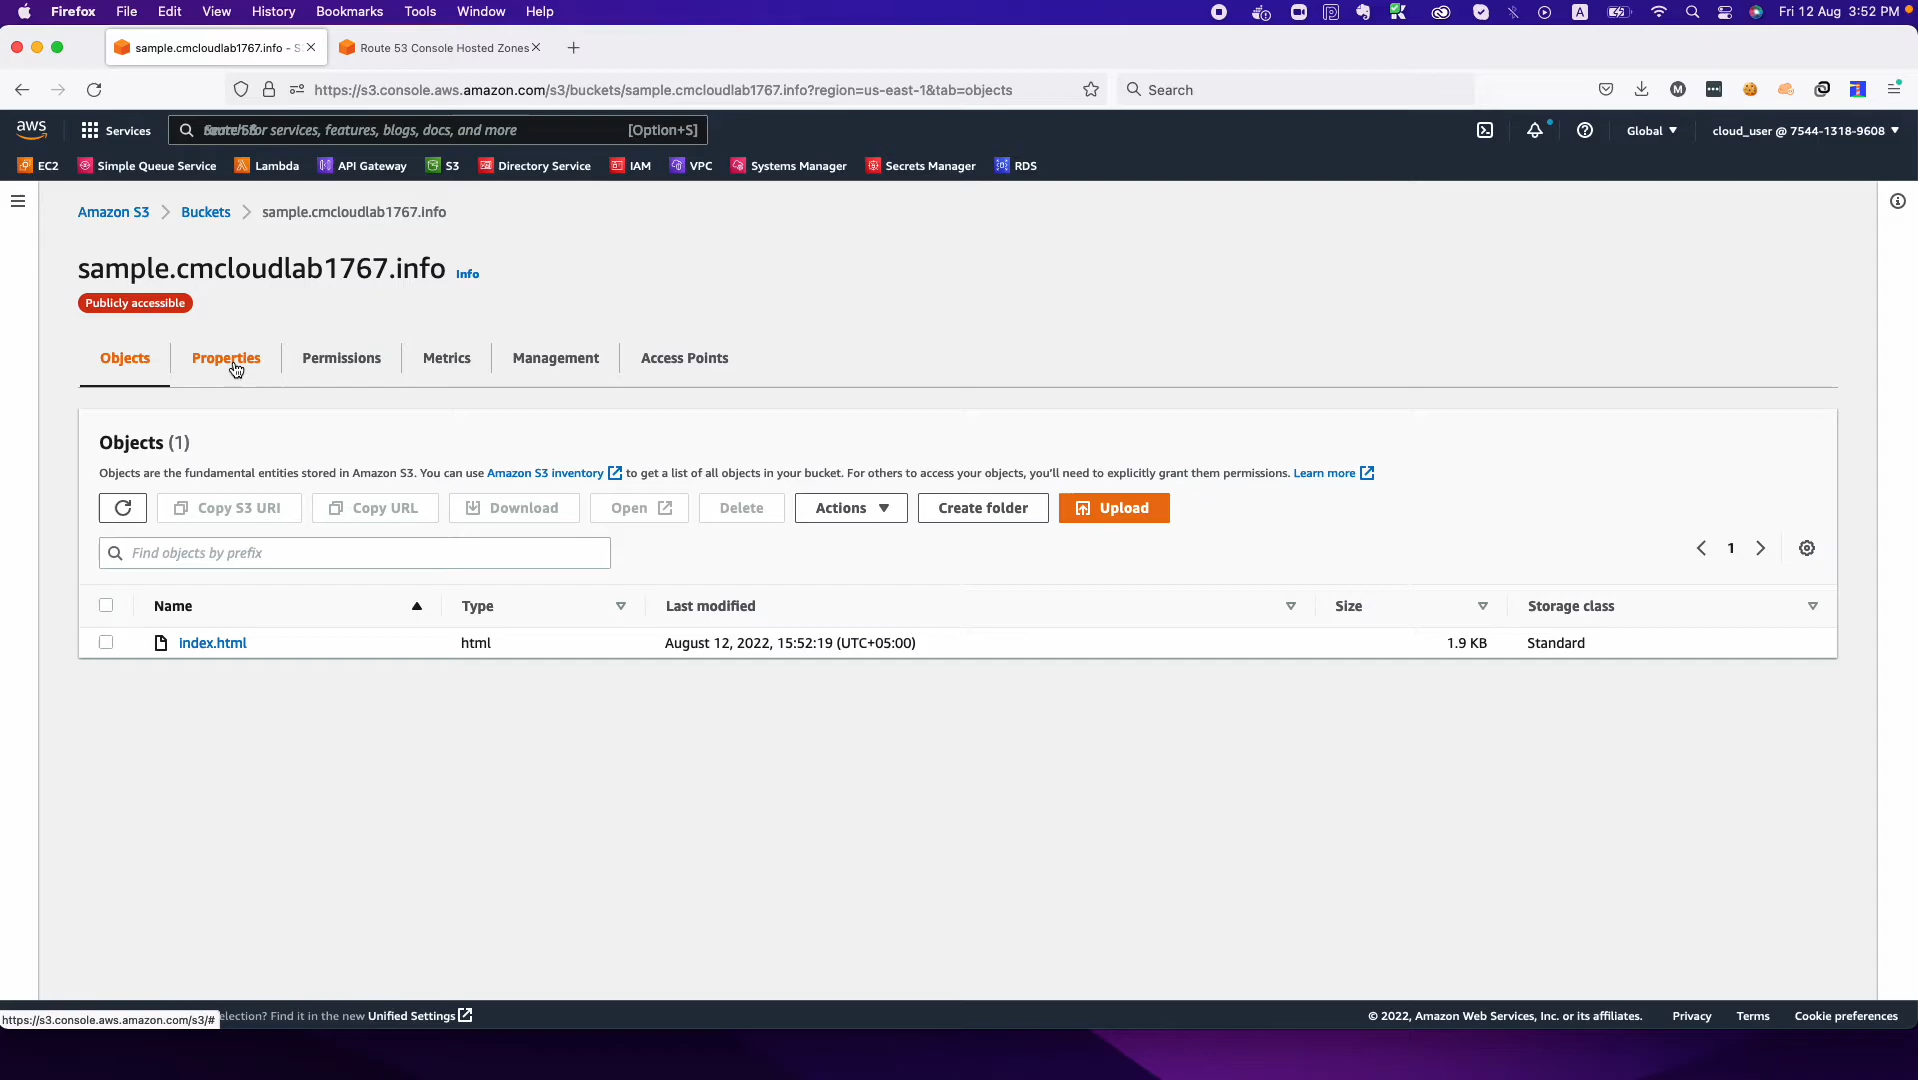 Firefox File Edit View History Bookmarks Tools Window Help A Fri 12 Aug 3:52 PM
sample.cmcloudlab1767.info - S Route 53 Console Hosted Zones
https://s3.console.aws.amazon.com/s3/buckets/sample.cmcloudlab1767.info?region=us-east-1&tab=objects Search
aws Services Search for services, features, blogs, docs, and more [Option+S] Global cloud_user @ 7544-1318-9608
EC2 Simple Queue Service Lambda API Gateway S3 Directory Service IAM VPC Systems Manager Secrets Manager RDS
Amazon S3 Buckets sample.cmcloudlab1767.info
sample.cmcloudlab1767.info Info
Publicly accessible
Objects Properties Permissions Metrics Management Access Points
Objects (1)
Objects are the fundamental entities stored in Amazon S3. You can use Amazon S3 inventory to get a list of all objects in your bucket. For others to access your objects, you'll need to explicitly grant them permissions. Learn more
Copy S3 URI Copy URL Download Open Delete Actions Create folder Upload
Find objects by prefix 1
Name Type Last modified Size Storage class
index.html html August 12, 2022, 15:52:19 (UTC+05:00) 1.9 KB Standard
https://s3.console.aws.amazon.com/s3/# election? Find it in the new Unified Settings © 2022, Amazon Web Services, Inc. or its affiliates. Privacy Terms Cookie preferences